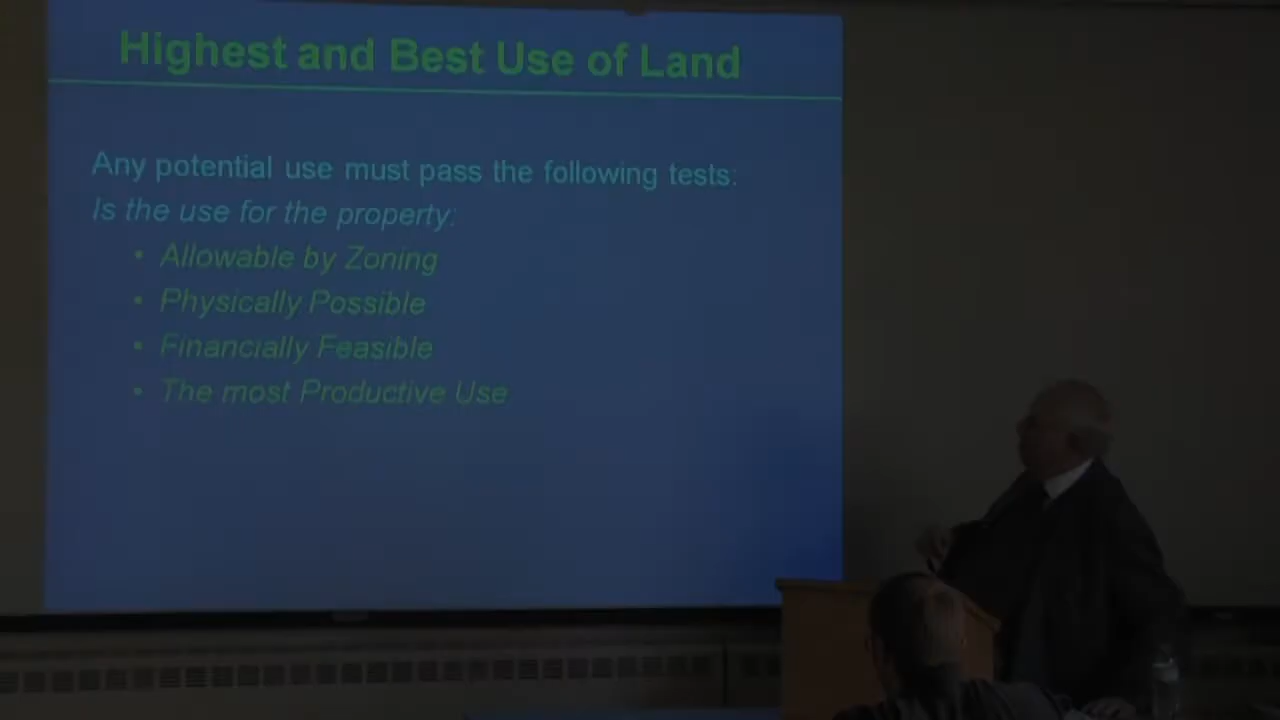 Highest and Best Use of Land
Any potential use must pass the following tests:
Is the use for the property:
• Allowable by Zoning
• Physically Possible
• Financially Feasible
• The most Productive Use